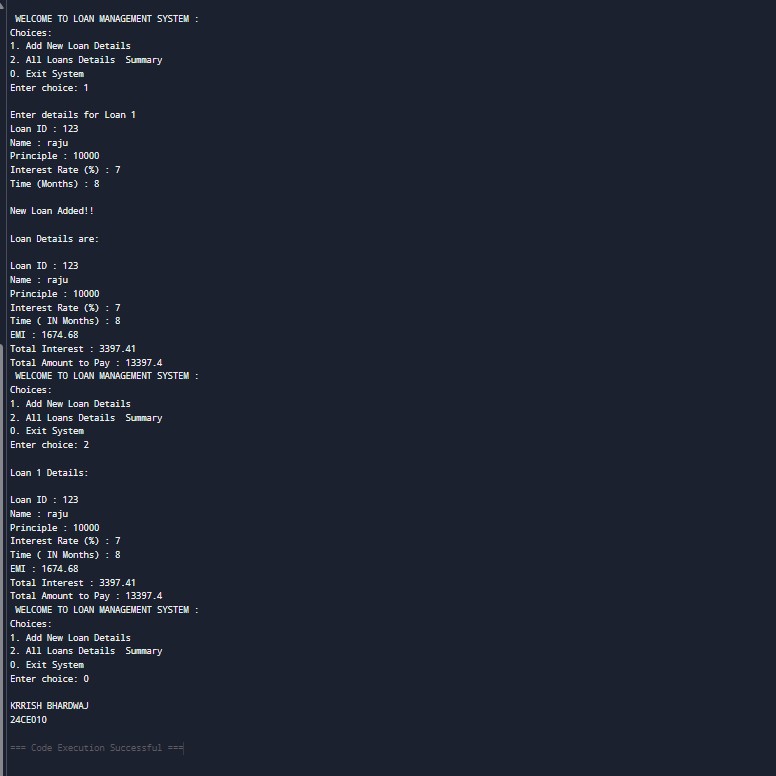 WELCOME TO LOAN MANAGEMENT SYSTEM :
Choices:
1. Add New Loan Details
2. All Loans Details  Summary
0. Exit System
Enter choice: 1
Enter details for Loan 1
Loan ID : 123
Name : raju
Principle : 10000
Interest Rate (%) : 7
Time (Months) : 8
New Loan Added!!
Loan Details are:
Loan ID : 123
Name : raju
Principle : 10000
Interest Rate (%) : 7
Time ( IN Months) : 8
EMI : 1674.68
Total Interest : 3397.41
Total Amount to Pay : 13397.4
WELCOME TO LOAN MANAGEMENT SYSTEM :
Choices:
1. Add New Loan Details
2. All Loans Details  Summary
0. Exit System
Enter choice: 2
Loan 1 Details:
Loan ID : 123
Name : raju
Principle : 10000
Interest Rate (%) : 7
Time ( IN Months) : 8
EMI : 1674.68
Total Interest : 3397.41
Total Amount to Pay : 13397.4
WELCOME TO LOAN MANAGEMENT SYSTEM :
Choices:
1. Add New Loan Details
2. All Loans Details  Summary
0. Exit System
Enter choice: 0
KRRISH BHARDWAJ
24CE010
=== Code Execution Successful ===